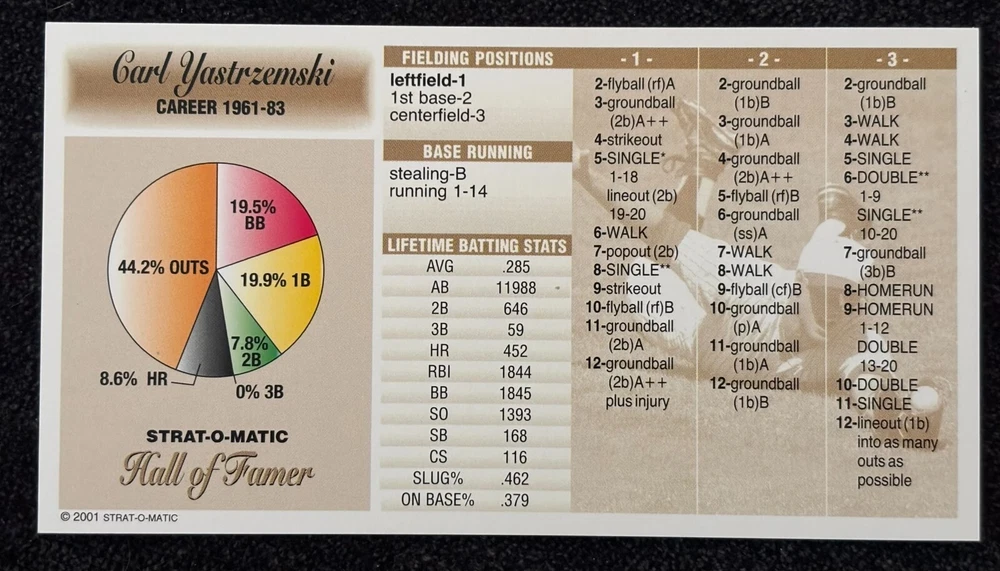 Carl Yastrzemski
CAREER 1961-83
19.5%
BB
44.2% OUTS
19.9% 1B
7.8%
2B
8.6% HR
0% 3B
STRAT-O-MATIC
Hall of Famer
© 2001 STRAT-O-MATIC
FIELDING POSITIONS
leftfield-1
1st base-2
centerfield-3
BASE RUNNING
stealing-B
running 1-14
LIFETIME BATTING STATS
AVG .285
AB 11988
2B 646
3B 59
HR 452
RBI 1844
BB 1845
SO 1393
SB 168
CS 116
SLUG% .462
ON BASE% .379
- 1 -
2-flyball (rf)A
3-groundball
(2b)A++
4-strikeout
5-SINGLE*
1-18
lineout (2b)
19-20
6-WALK
7-popout (2b)
8-SINGLE**
9-strikeout
10-flyball (rf)B
11-groundball
(2b)A
12-groundball
(2b)A++
plus injury
- 2 -
2-groundball
(1b)B
3-groundball
(1b)A
4-groundball
(2b)A++
5-flyball (rf)B
6-groundball
(ss)A
7-WALK
8-WALK
9-flyball (cf)B
10-groundball
(p)A
11-groundball
(1b)A
12-groundball
(1b)B
- 3 -
2-groundball
(1b)B
3-WALK
4-WALK
5-SINGLE
6-DOUBLE**
1-9
SINGLE**
10-20
7-groundball
(3b)B
8-HOMERUN
9-HOMERUN
1-12
DOUBLE
13-20
10-DOUBLE
11-SINGLE
12-lineout (1b)
into as many
outs as
possible